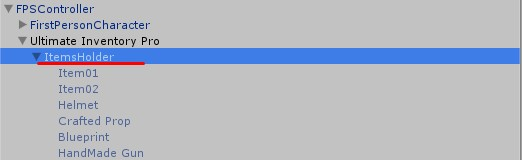 FPSController
FirstPersonCharacter
Ultimate Inventory Pro
ItemsHolder
Item01
Item02
Helmet
Crafted Prop
Blueprint
HandMade Gun